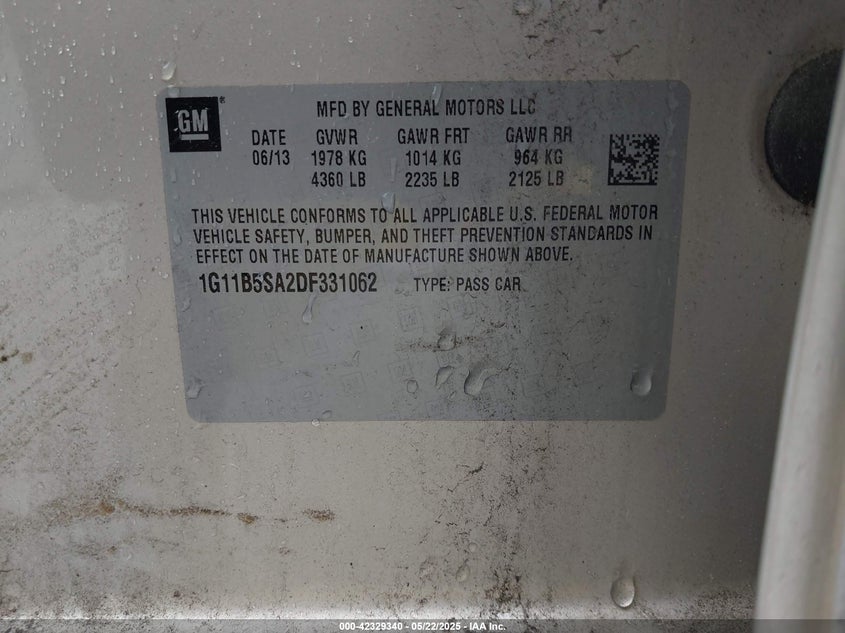 GM®
MFD BY GENERAL MOTORS LLC
DATE GVWR GAWR FRT GAWR RR
06/13 1978 KG 1014 KG 964 KG
4360 LB 2235 LB 2125 LB
THIS VEHICLE CONFORMS TO ALL APPLICABLE U.S. FEDERAL MOTOR
VEHICLE SAFETY, BUMPER, AND THEFT PREVENTION STANDARDS IN
EFFECT ON THE DATE OF MANUFACTURE SHOWN ABOVE.
1G11B5SA2DF331062 TYPE: PASS CAR
000-42329340 - 05/22/2025 - IAA Inc.